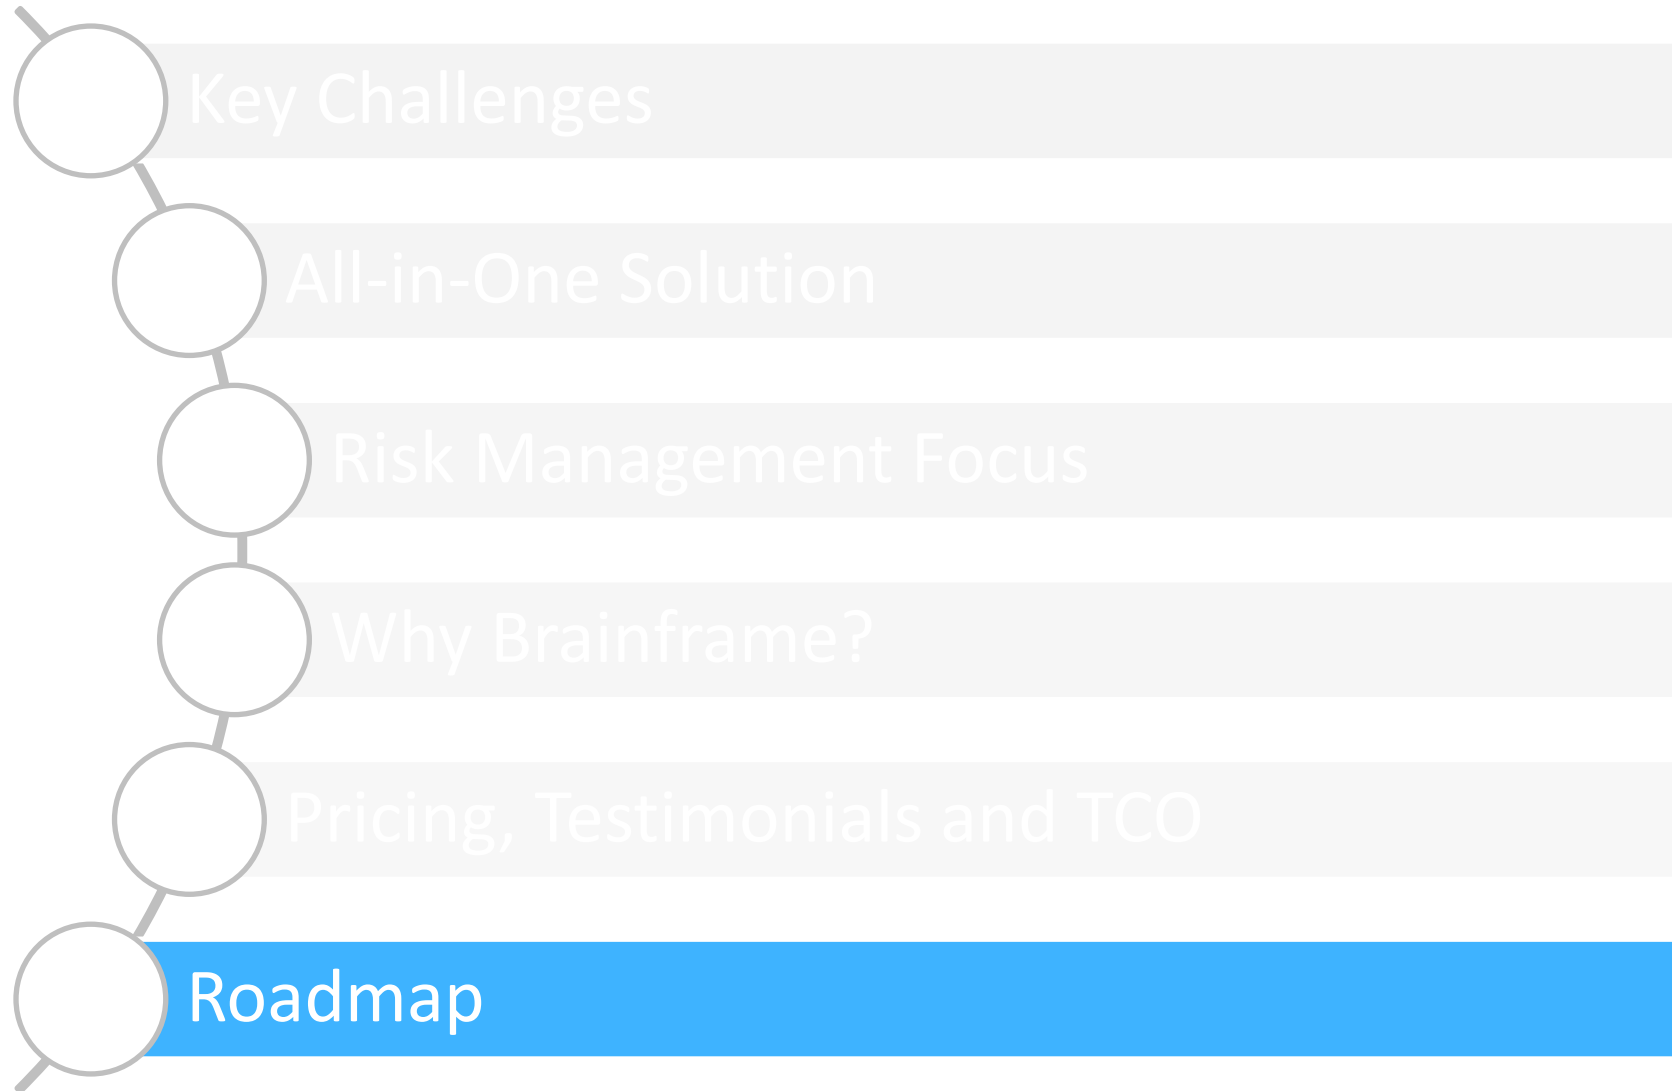 Key Challenges
All-in-One Solution
Risk Management Focus
Why Brainframe?
Pricing, Testimonials and TCO
Roadmap